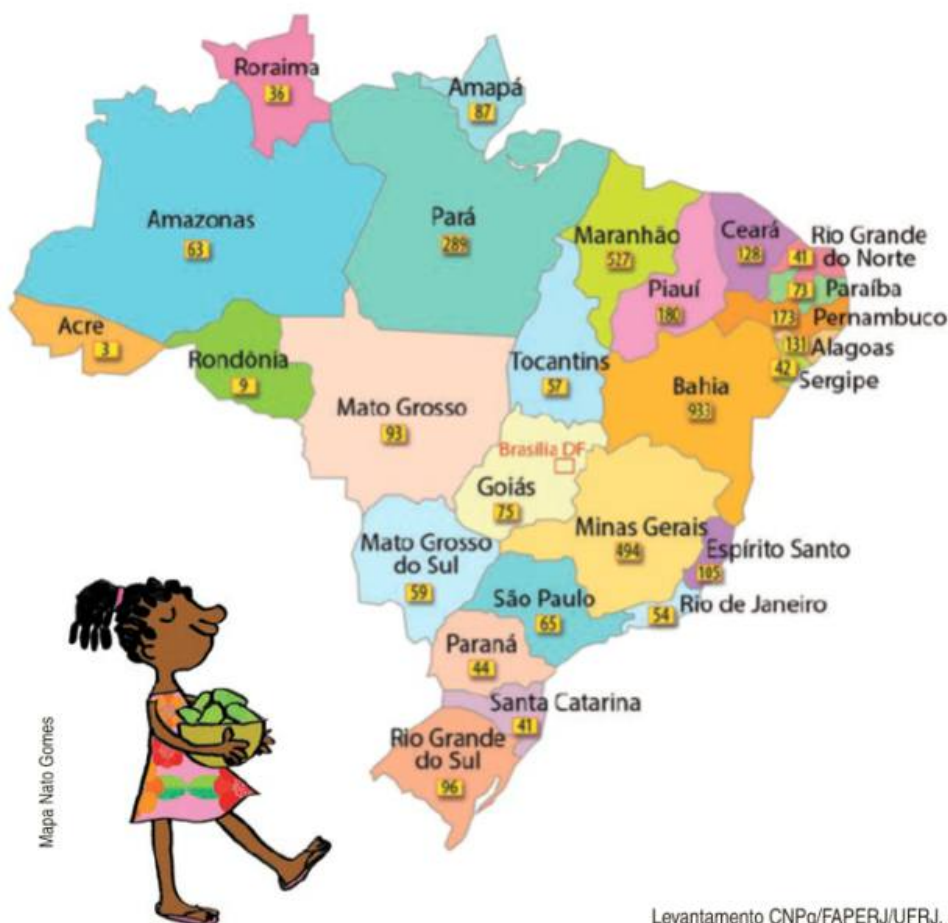 Roraima
36
Amapá
87
Amazonas
63
Pará
289
Maranhão
527
Piauí
180
Ceará
128
Rio Grande
do Norte
41
Paraíba
73
Pernambuco
173
Alagoas
131
Sergipe
42
Acre
3
Rondônia
9
Tocantins
57
Bahia
933
Mato Grosso
93
Brasília DF
Goiás
75
Minas Gerais
494
Espírito Santo
105
Mato Grosso
do Sul
59
São Paulo
65
Rio de Janeiro
54
Paraná
44
Santa Catarina
41
Rio Grande
do Sul
96
Mapa Nato Gomes
Levantamento CNPq/FAPERJ/UFRJ.